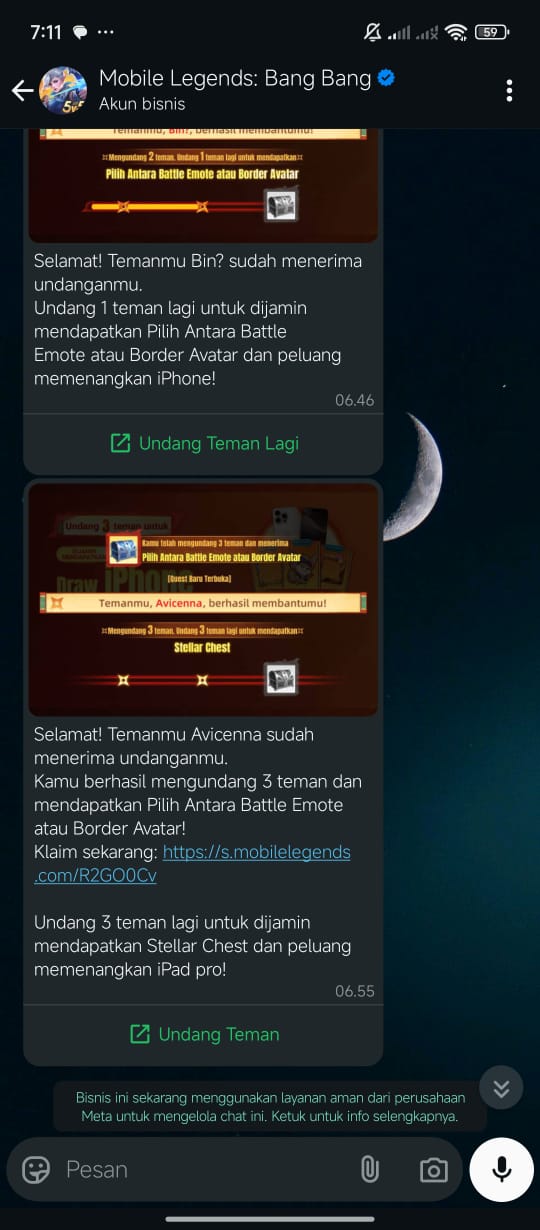 7:11
59
Mobile Legends: Bang Bang
Akun bisnis
Temanmu, Bin?, berhasil membantumu!
Mengundang 2 teman, Undang 1 teman lagi untuk mendapatkan
Pilih Antara Battle Emote atau Border Avatar
Selamat! Temanmu Bin? sudah menerima
undanganmu.
Undang 1 teman lagi untuk dijamin
mendapatkan Pilih Antara Battle
Emote atau Border Avatar dan peluang
memenangkan iPhone!
06.46
Undang Teman Lagi
Undang 3 teman untuk
Kamu telah mengundang 3 teman dan menerima
DIJAMIN
MENDAPATKAN
Pilih Antara Battle Emote atau Border Avatar
[Quest Baru Terbuka]
Draw iPhone
Temanmu, Avicenna, berhasil membantumu!
Mengundang 3 teman, Undang 3 teman lagi untuk mendapatkan
Stellar Chest
Selamat! Temanmu Avicenna sudah
menerima undanganmu.
Kamu berhasil mengundang 3 teman dan
mendapatkan Pilih Antara Battle Emote
atau Border Avatar!
Klaim sekarang: https://s.mobilelegends
.com/R2GO0Cv
Undang 3 teman lagi untuk dijamin
mendapatkan Stellar Chest dan peluang
memenangkan iPad pro!
06.55
Undang Teman
Bisnis ini sekarang menggunakan layanan aman dari perusahaan
Meta untuk mengelola chat ini. Ketuk untuk info selengkapnya.
Pesan